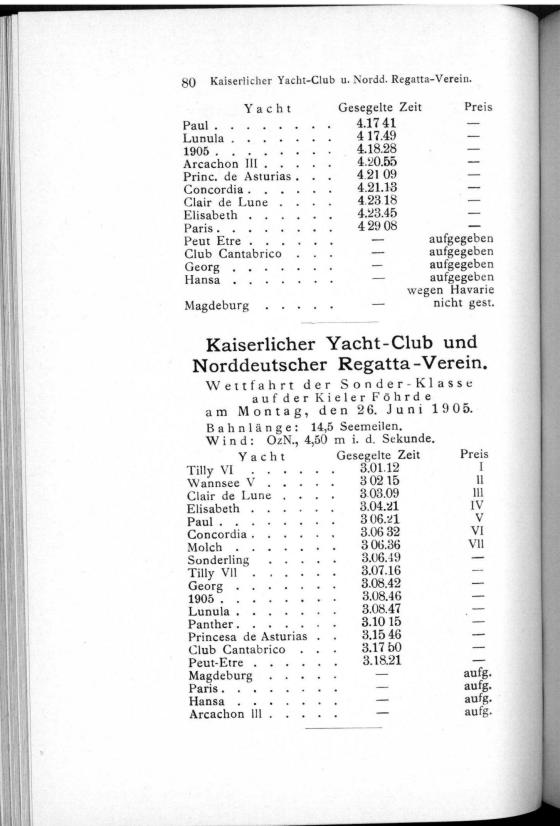 80 Kaiserlicher Yacht-Club u. Nordd. Regatta-Verein.
Yacht Gesegelte Zeit Preis
Paul . . . . . . . . 4.17 41 —
Lunula . . . . . . . 4 17.49 —
1905 . . . . . . . . 4.18.28 —
Arcachon III . . . . . 4.20.55 —
Princ. de Asturias . . . 4.21 09 —
Concordia . . . . . . 4.21.13 —
Clair de Lune . . . . 4.23 18 —
Elisabeth . . . . . . 4.23.45 —
Paris . . . . . . . . 4 29 08 —
Peut Etre . . . . . . — aufgegeben
Club Cantabrico . . . — aufgegeben
Georg . . . . . . . — aufgegeben
Hansa . . . . . . . — aufgegeben
wegen Havarie
Magdeburg . . . . . — nicht gest.
Kaiserlicher Yacht-Club und
Norddeutscher Regatta-Verein.
Wettfahrt der Sonder-Klasse
auf der Kieler Föhrde
am Montag, den 26. Juni 1905.
Bahnlänge: 14,5 Seemeilen.
Wind: OzN., 4,50 m i. d. Sekunde.
Yacht Gesegelte Zeit Preis
Tilly VI . . . . . . 3.01.12 I
Wannsee V . . . . . 3 02 15 II
Clair de Lune . . . . 3 03.09 III
Elisabeth . . . . . . 3.04.21 IV
Paul . . . . . . . . 3 06.21 V
Concordia . . . . . . 3.06 32 VI
Molch . . . . . . . 3 06.36 VII
Sonderling . . . . . 3.06.49 —
Tilly VII . . . . . . 3.07.16 —
Georg . . . . . . . 3.08.42 —
1905 . . . . . . . . 3.08.46 —
Lunula . . . . . . . 3.08.47 —
Panther . . . . . . . 3.10 15 —
Princesa de Asturias . . 3.15 46 —
Club Cantabrico . . . 3.17 50 —
Peut-Etre . . . . . . 3.18.21 —
Magdeburg . . . . . — aufg.
Paris . . . . . . . . — aufg.
Hansa . . . . . . . — aufg.
Arcachon III . . . . . — aufg.